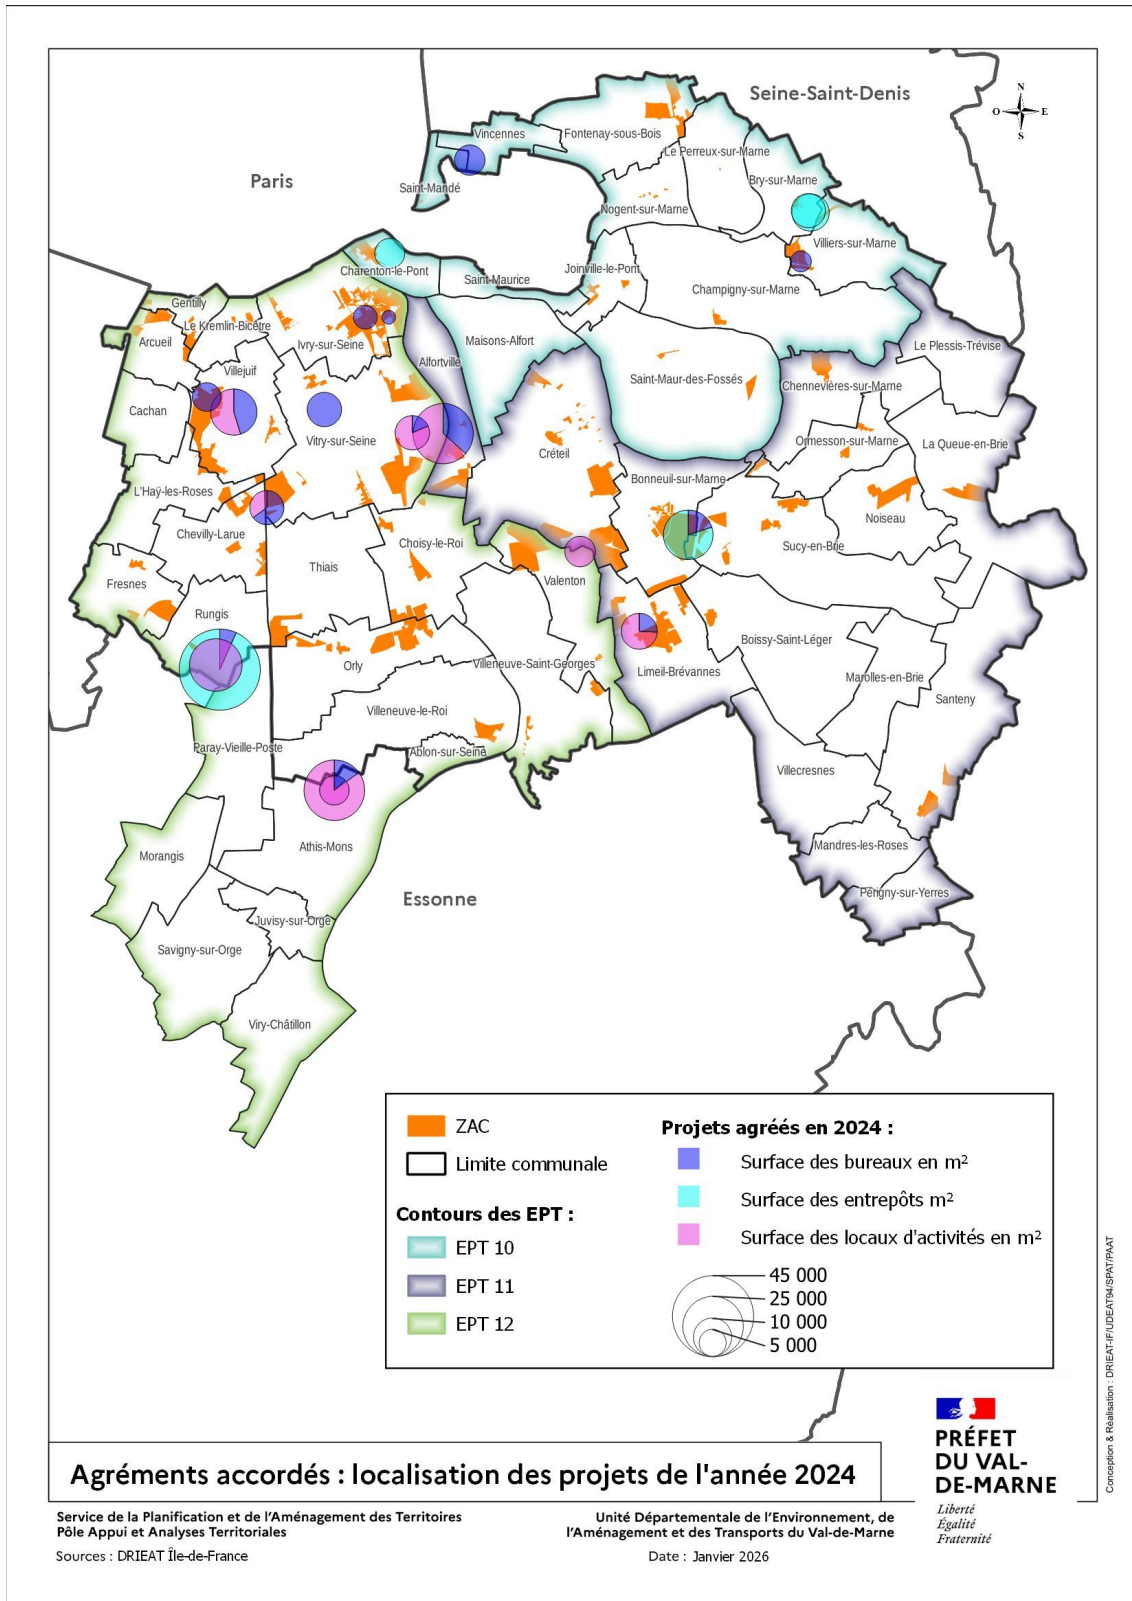 Seine-Saint-Denis
N
O
E
S
Paris
Vincennes
Fontenay-sous-Bois
Le Perreux-sur-Marne
Saint-Mandé
Bry-sur-Marne
Nogent-sur-Marne
Villiers-sur-Marne
Charenton-le-Pont
Saint-Maurice
Joinville-le-Pont
Champigny-sur-Marne
Gentilly
Le Kremlin-Bicêtre
Arcueil
Ivry-sur-Seine
Maisons-Alfort
Le Plessis-Trévise
Alfortville
Villejuif
Saint-Maur-des-Fossés
Chennevières-sur-Marne
Cachan
Vitry-sur-Seine
Ormesson-sur-Marne
La Queue-en-Brie
Créteil
Bonneuil-sur-Marne
L'Haÿ-les-Roses
Noiseau
Chevilly-Larue
Choisy-le-Roi
Sucy-en-Brie
Thiais
Fresnes
Valenton
Rungis
Boissy-Saint-Léger
Orly
Villeneuve-Saint-Georges
Limeil-Brévannes
Marolles-en-Brie
Santeny
Villeneuve-le-Roi
Paray-Vieille-Poste
Ablon-sur-Seine
Villecresnes
Athis-Mons
Mandres-les-Roses
Morangis
Périgny-sur-Yerres
Essonne
Juvisy-sur-Orge
Savigny-sur-Orge
Viry-Châtillon
ZAC
Limite communale
Contours des EPT :
EPT 10
EPT 11
EPT 12
Projets agréés en 2024 :
Surface des bureaux en m²
Surface des entrepôts m²
Surface des locaux d'activités en m²
45 000
25 000
10 000
5 000
Conception & Réalisation : DRIEAT-IF/UDEAT94/SPAT/PAAT
PRÉFET
DU VAL-
DE-MARNE
Liberté
Égalité
Fraternité
Agréments accordés : localisation des projets de l'année 2024
Service de la Planification et de l'Aménagement des Territoires
Pôle Appui et Analyses Territoriales
Sources : DRIEAT Île-de-France
Unité Départementale de l'Environnement, de
l'Aménagement et des Transports du Val-de-Marne
Date : Janvier 2026